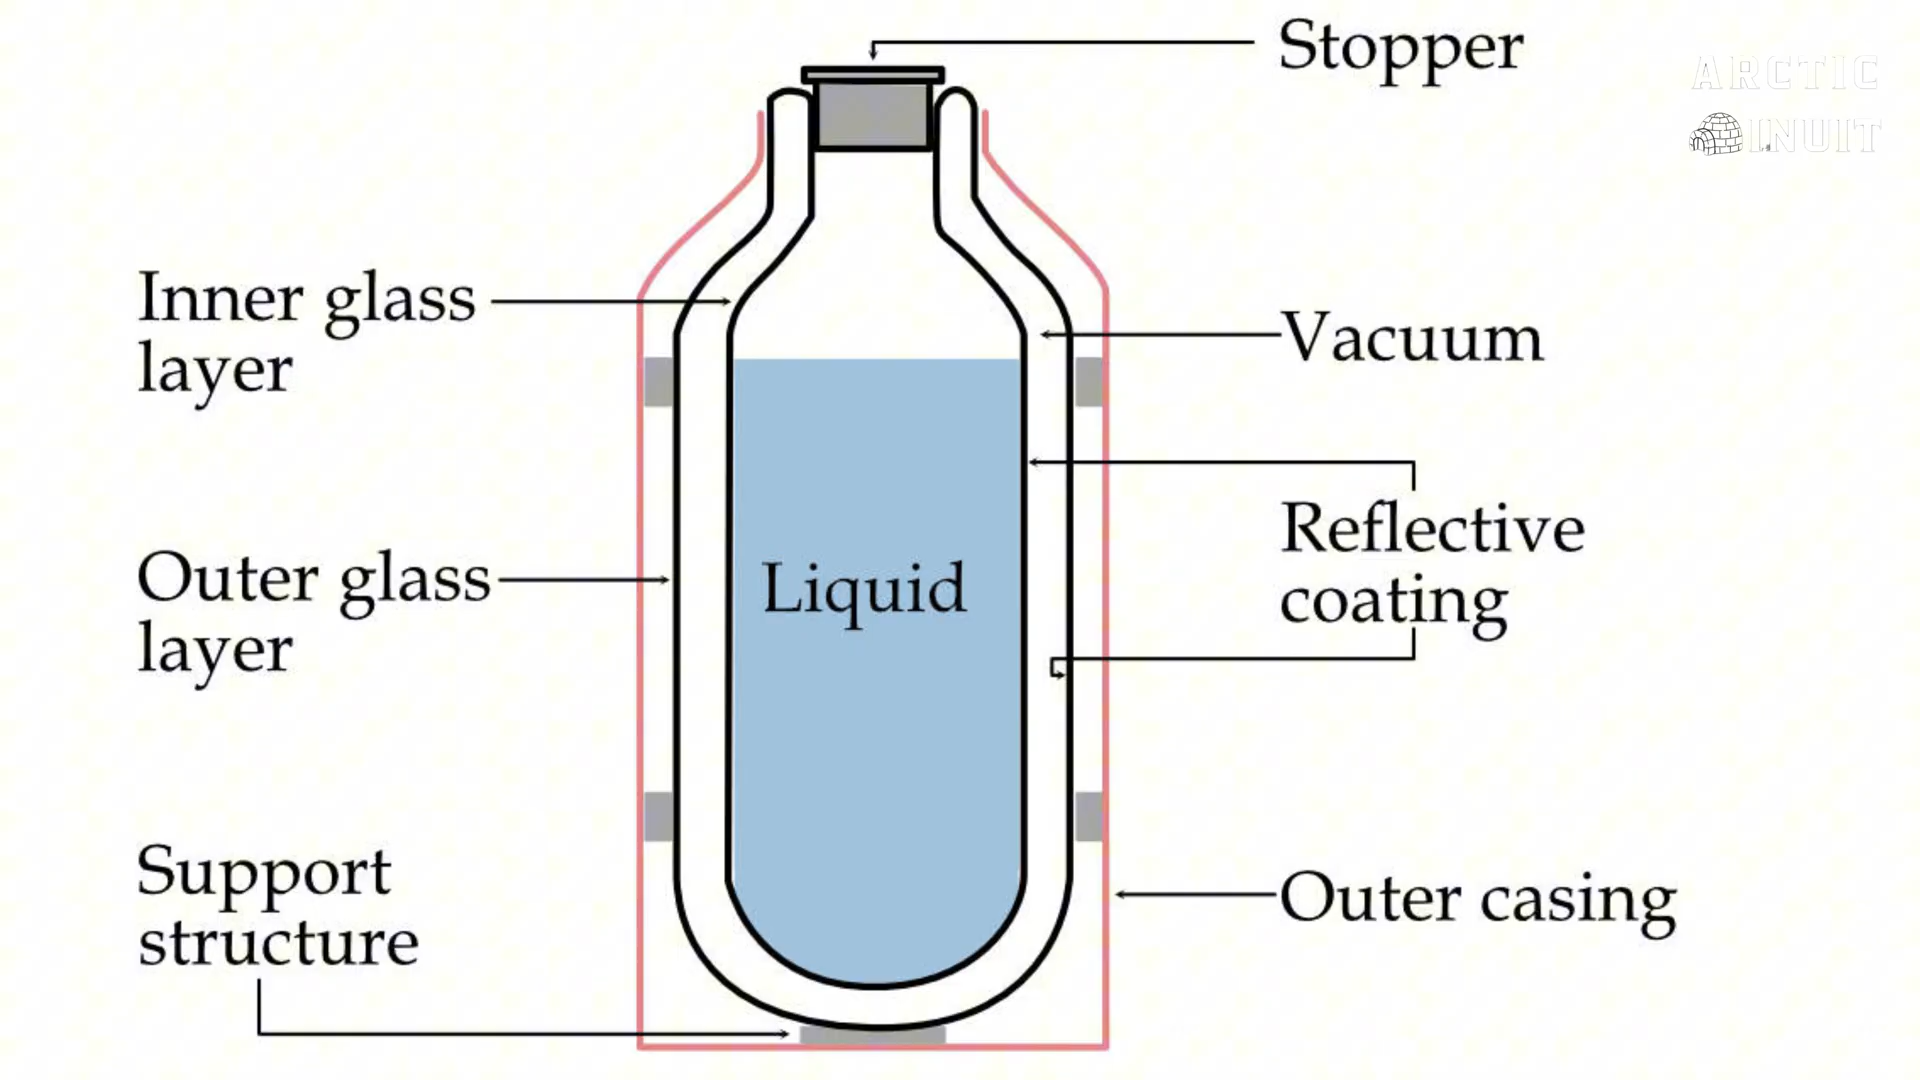 Stopper
ARCTIC
INUIT
Inner glass
layer
Vacuum
Reflective
coating
Outer glass
layer
Liquid
Support
structure
Outer casing